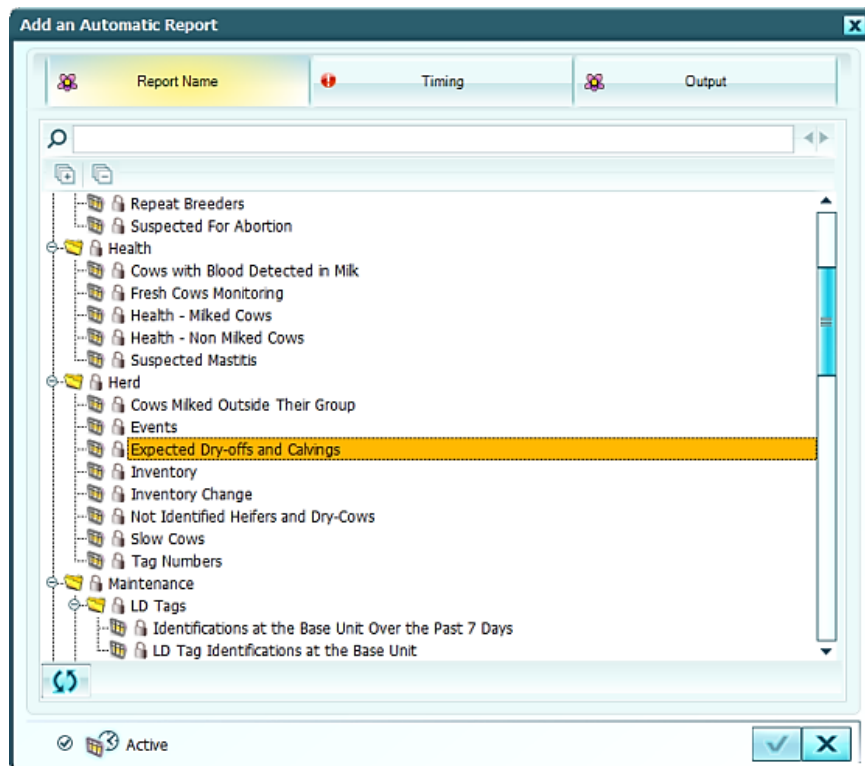 Add an Automatic Report
Report Name
Timing
Output
Repeat Breeders
Suspected For Abortion
Health
Cows with Blood Detected in Milk
Fresh Cows Monitoring
Health - Milked Cows
Health - Non Milked Cows
Suspected Mastitis
Herd
Cows Milked Outside Their Group
Events
Expected Dry-offs and Calvings
Inventory
Inventory Change
Not Identified Heifers and Dry-Cows
Slow Cows
Tag Numbers
Maintenance
LD Tags
Identifications at the Base Unit Over the Past 7 Days
LD Tag Identifications at the Base Unit
Active